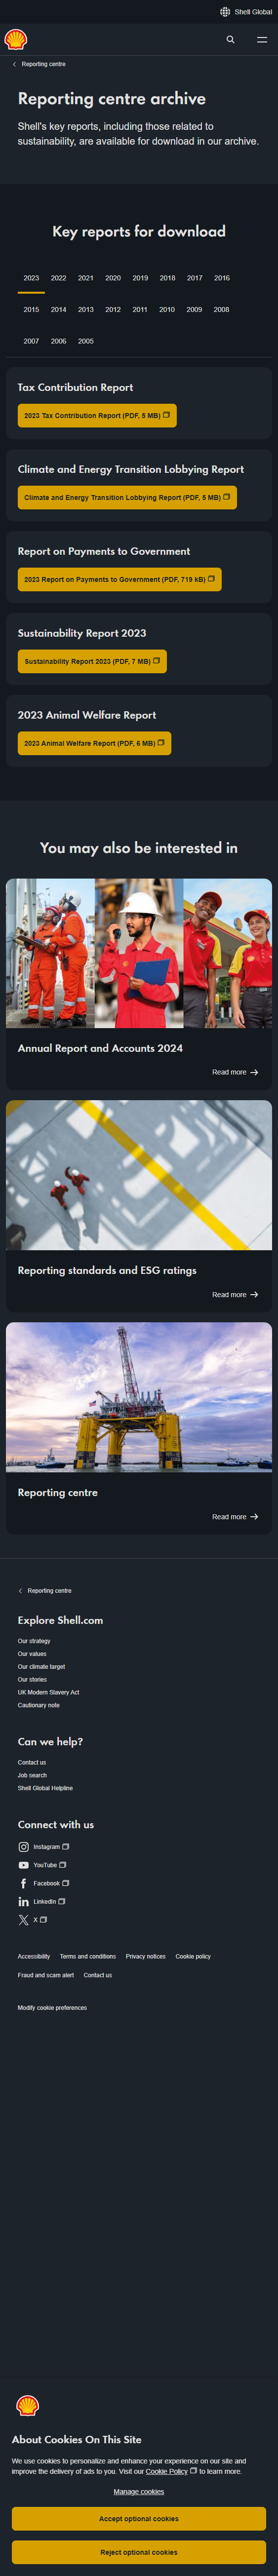 Shell Global
Reporting centre
Reporting centre archive
Shell's key reports, including those related to
sustainability, are available for download in our archive.
Key reports for download
2023 2022 2021 2020 2019 2018 2017 2016
2015 2014 2013 2012 2011 2010 2009 2008
2007 2006 2005
Tax Contribution Report
2023 Tax Contribution Report (PDF, 5 MB)
Climate and Energy Transition Lobbying Report
Climate and Energy Transition Lobbying Report (PDF, 5 MB)
Report on Payments to Government
2023 Report on Payments to Government (PDF, 719 kB)
Sustainability Report 2023
Sustainability Report 2023 (PDF, 7 MB)
2023 Animal Welfare Report
2023 Animal Welfare Report (PDF, 6 MB)
You may also be interested in
Annual Report and Accounts 2024
Read more
Reporting standards and ESG ratings
Read more
Reporting centre
Read more
Reporting centre
Explore Shell.com
Our strategy
Our values
Our climate target
Our stories
UK Modern Slavery Act
Cautionary note
Can we help?
Contact us
Job search
Shell Global Helpline
Connect with us
Instagram
YouTube
Facebook
LinkedIn
X
Accessibility Terms and conditions Privacy notices Cookie policy
Fraud and scam alert Contact us
Modify cookie preferences
About Cookies On This Site
We use cookies to personalize and enhance your experience on our site and
improve the delivery of ads to you. Visit our Cookie Policy to learn more.
Manage cookies
Accept optional cookies
Reject optional cookies